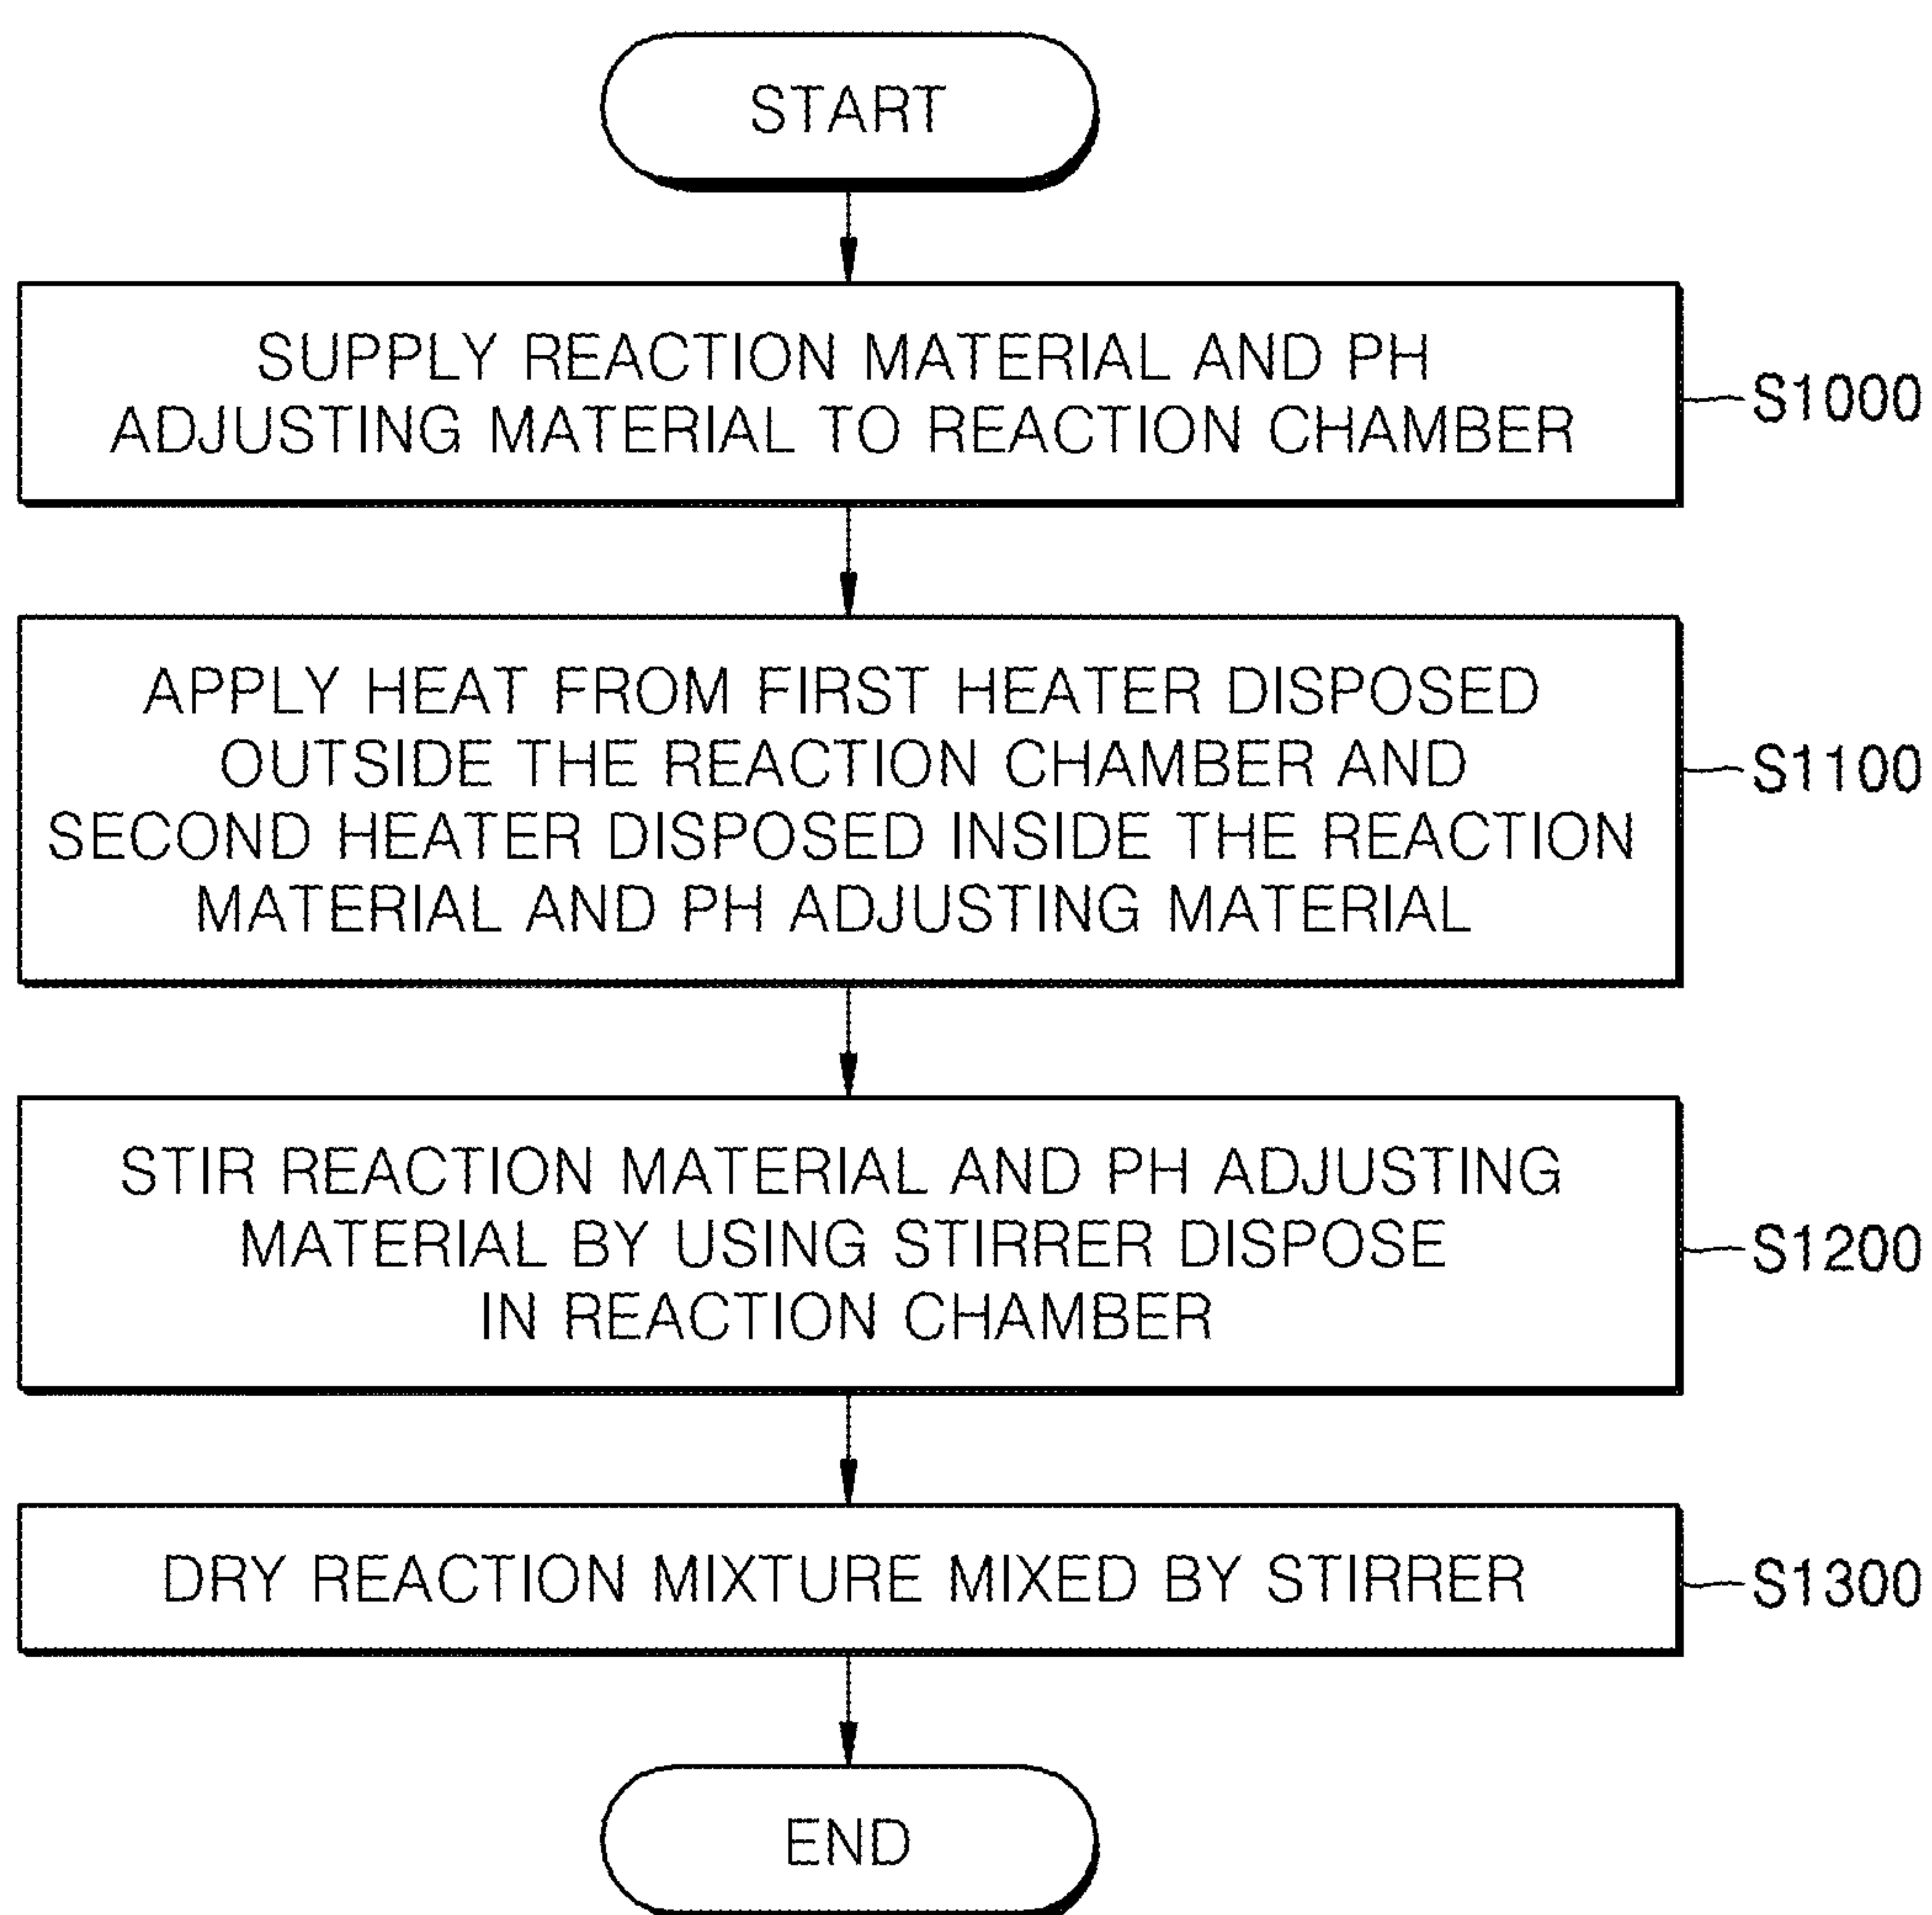 START
SUPPLY REACTION MATERIAL AND PH
ADJUSTING MATERIAL TO REACTION CHAMBER
S1000
APPLY HEAT FROM FIRST HEATER DISPOSED
OUTSIDE THE REACTION CHAMBER AND
SECOND HEATER DISPOSED INSIDE THE REACTION
MATERIAL AND PH ADJUSTING MATERIAL
S1100
STIR REACTION MATERIAL AND PH ADJUSTING
MATERIAL BY USING STIRRER DISPOSE
IN REACTION CHAMBER
S1200
DRY REACTION MIXTURE MIXED BY STIRRER
S1300
END